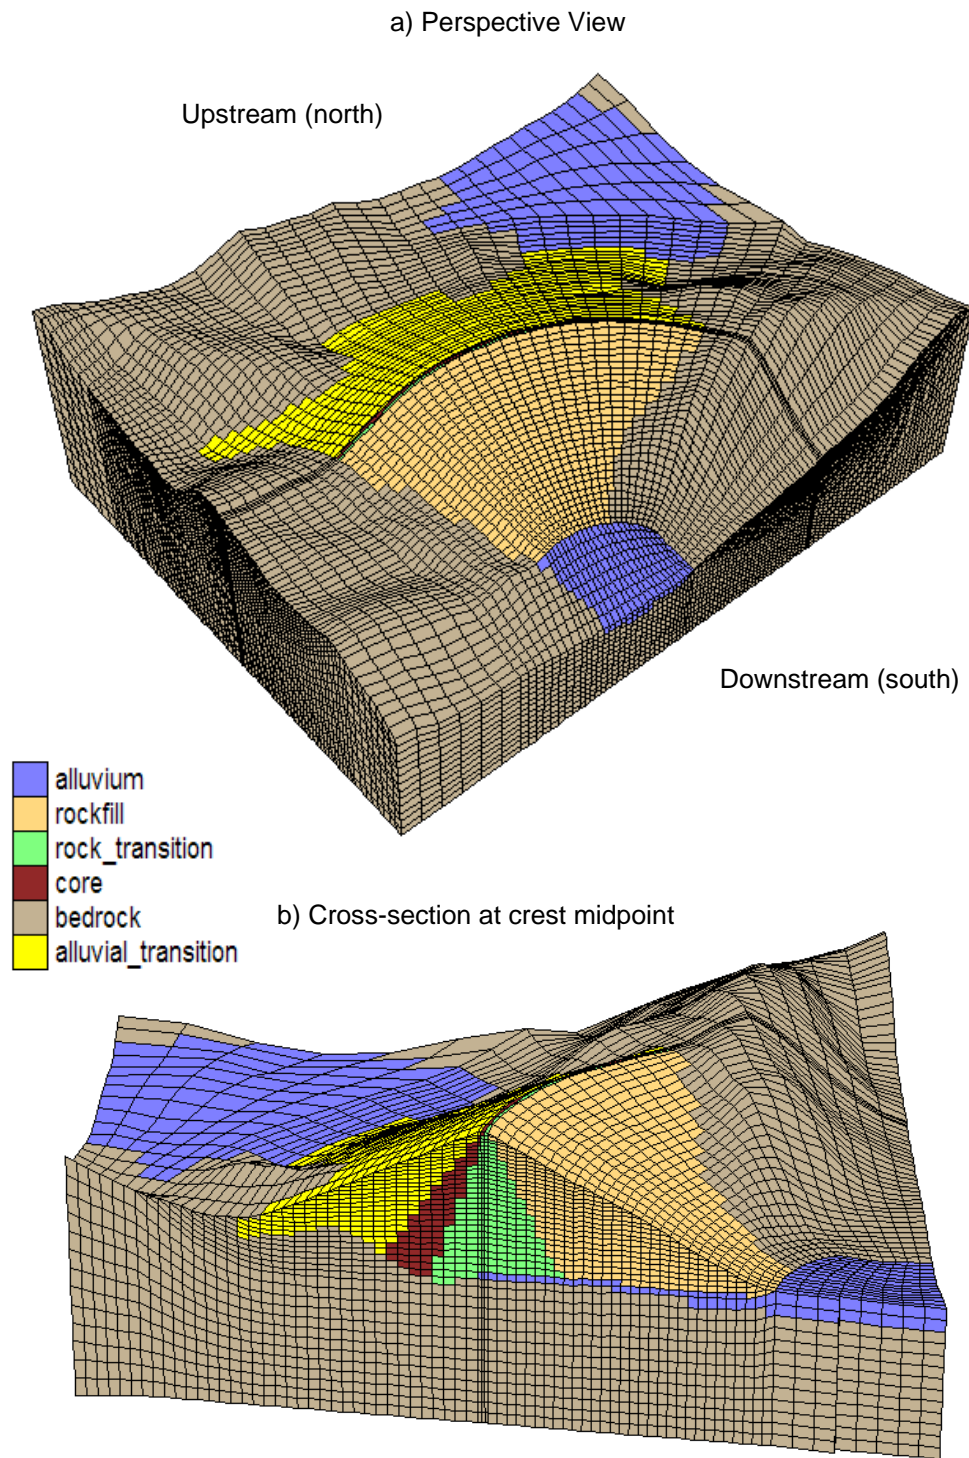 a) Perspective View
Upstream (north)
Downstream (south)
alluvium
rockfill
rock_transition
core
bedrock
alluvial_transition
b) Cross-section at crest midpoint